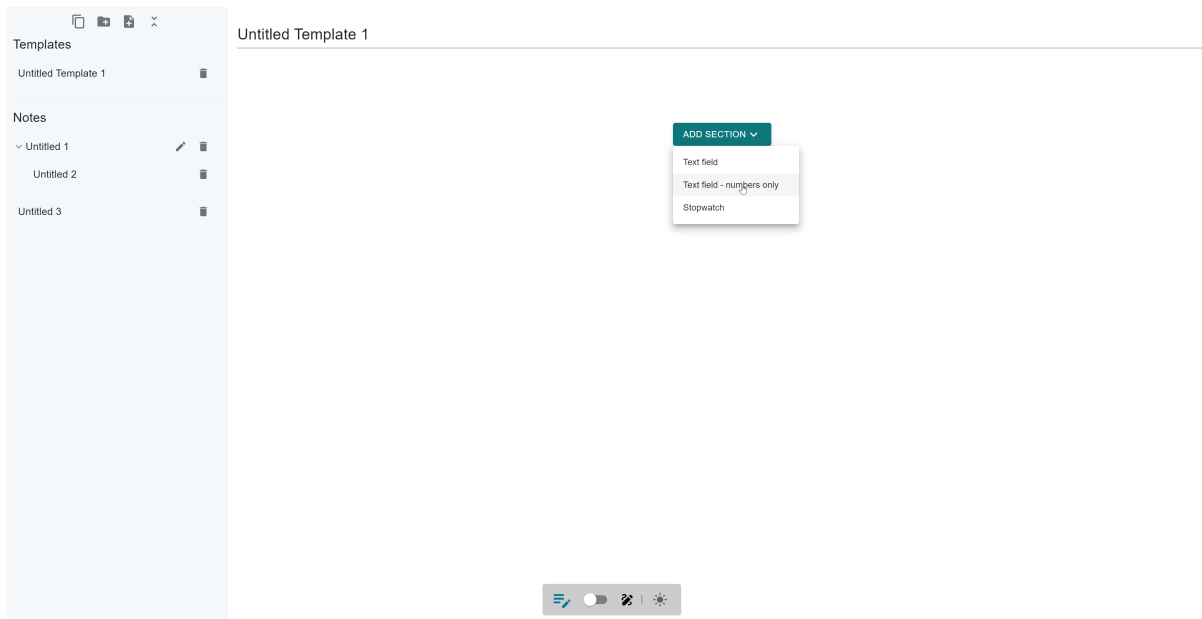 Templates
Untitled Template 1
Notes
Untitled 1
Untitled 2
Untitled 3
Untitled Template 1
ADD SECTION
Text field
Text field - numbers only
Stopwatch